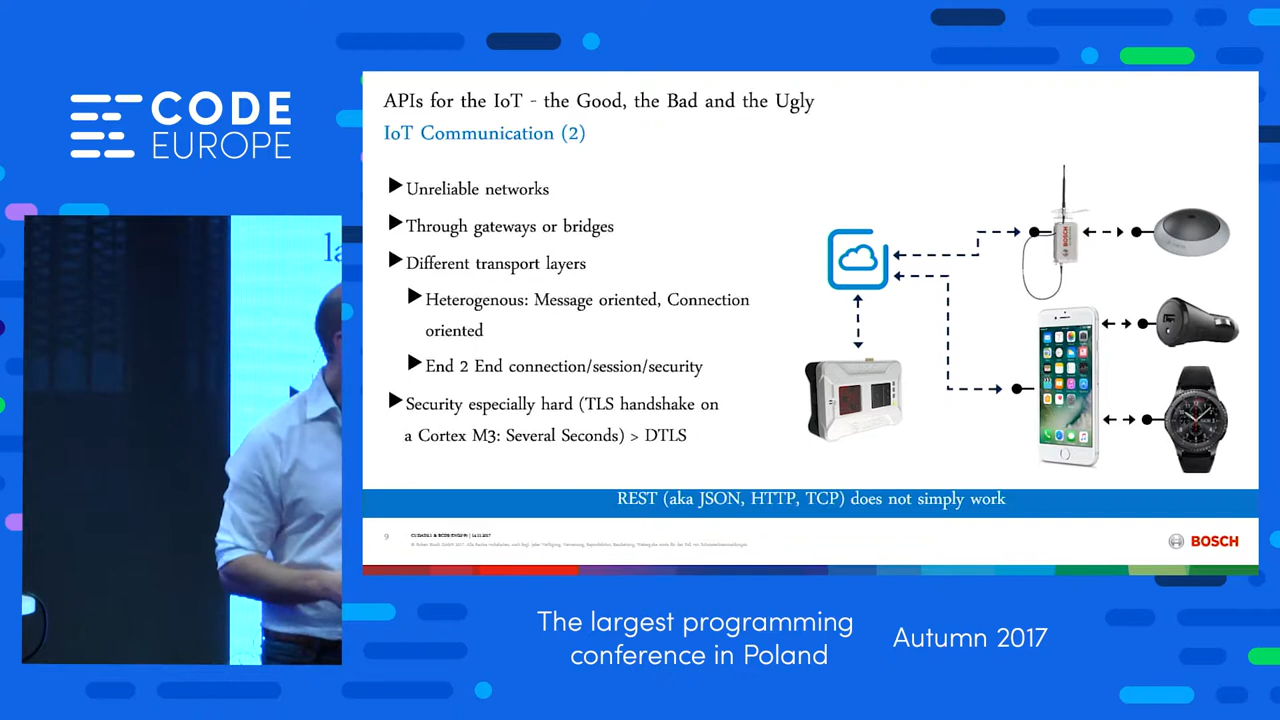 CODE
EUROPE
la
APIs for the IoT - the Good, the Bad and the Ugly
IoT Communication (2)
Unreliable networks
Through gateways or bridges
Different transport layers
Heterogenous: Message oriented, Connection
oriented
End 2 End connection/session/security
Security especially hard (TLS handshake on
a Cortex M3: Several Seconds) > DTLS
BOSCH
REST (aka JSON, HTTP, TCP) does not simply work
9
BOSCH
The largest programming
conference in Poland
Autumn 2017